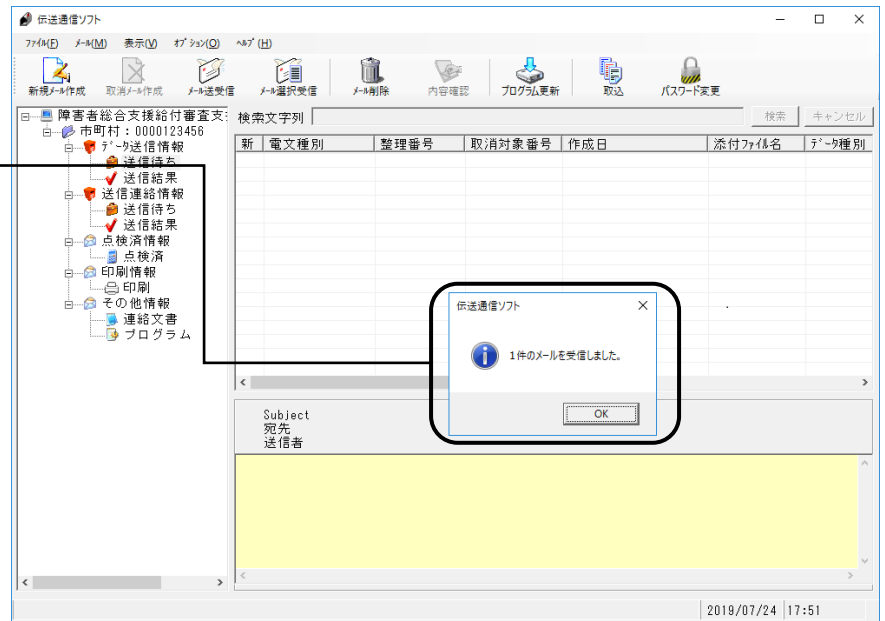 伝送通信ソフト
ﾌｧｲﾙ(F) ﾒｰﾙ(M) 表示(V) ｵﾌﾟｼｮﾝ(O) ﾍﾙﾌﾟ(H)
新規ﾒｰﾙ作成 取消ﾒｰﾙ作成 ﾒｰﾙ送受信 ﾒｰﾙ選択受信 ﾒｰﾙ削除 内容確認 ﾌﾟﾛｸﾞﾗﾑ更新 取込 ﾊﾟｽﾜｰﾄﾞ変更
障害者総合支援給付審査支
検索文字列 検索 キャンセル
市町村：0000123456
新 電文種別 整理番号 取消対象番号 作成日 添付ﾌｧｲﾙ名 ﾃﾞｰﾀ種別
ﾃﾞｰﾀ送信情報
送信待ち
送信結果
送信連絡情報
送信待ち
送信結果
点検済情報
点検済
印刷情報
印刷
その他情報
連絡文書
プログラム
伝送通信ソフト
1件のメールを受信しました。
OK
Subject
宛先
送信者
2019/07/24 17:51